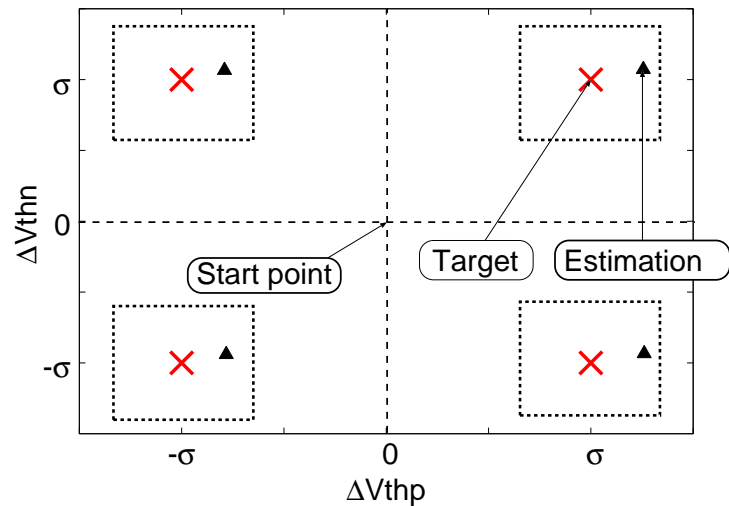 σ
ΔVthn
0
Start point
Target
Estimation
-σ
-σ
0
σ
ΔVthp